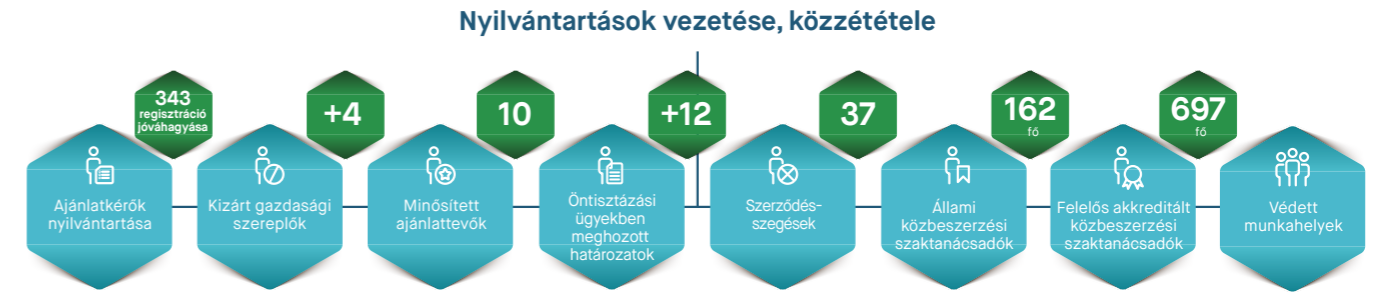 Nyilvántartások vezetése, közzététele
343
regisztráció
jóváhagyása
+4
10
+12
37
162
fő
697
fő
Ajánlatkérők
nyilvántartása
Kizárt gazdasági
szereplők
Minősített
ajánlattevők
Öntisztázási
ügyekben
meghozott
határozatok
Szerződés-
szegések
Állami
közbeszerzési
szaktanácsadók
Felelős akkreditált
közbeszerzési
szaktanácsadók
Védett
munkahelyek